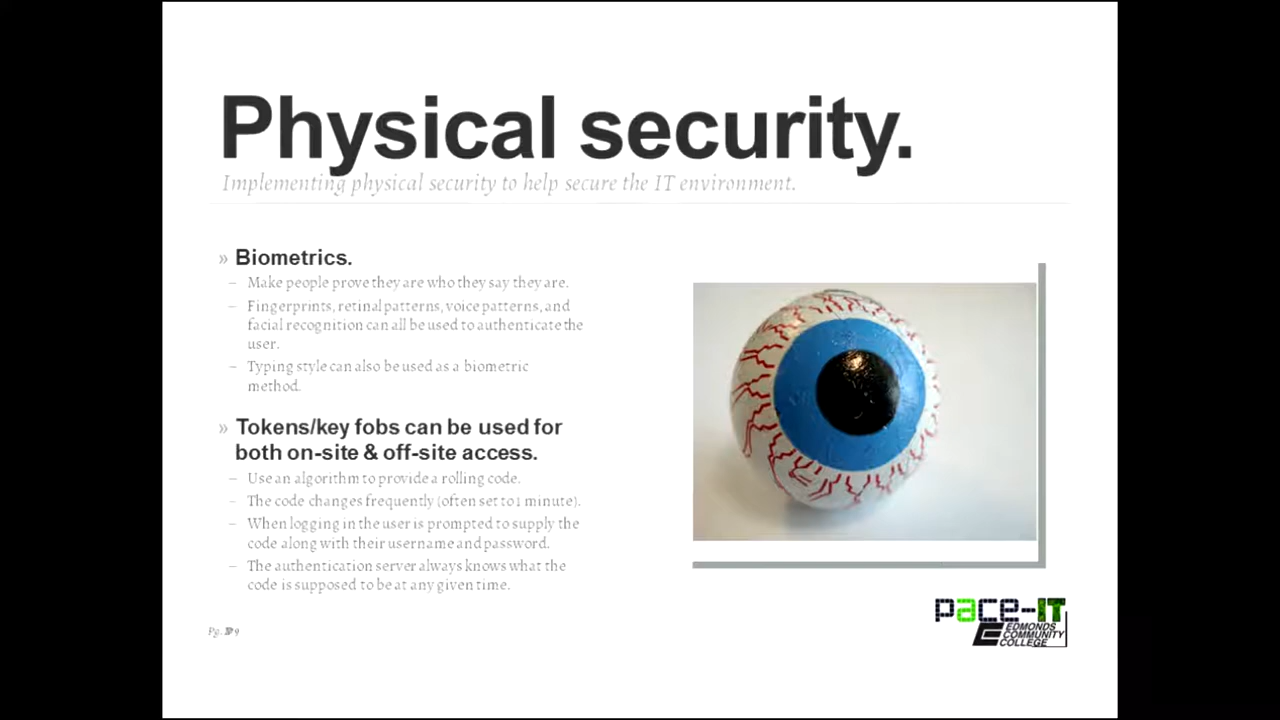 Physical security.
Implementing physical security to help secure the IT environment.
» Biometrics.
– Make people prove they are who they say they are.
– Fingerprints, retinal patterns, voice patterns, and
facial recognition can all be used to authenticate the
user.
– Typing style can also be used as a biometric
method.
» Tokens/key fobs can be used for
both on-site & off-site access.
– Use an algorithm to provide a rolling code.
– The code changes frequently (often set to 1 minute).
– When logging in the user is prompted to supply the
code along with their username and password.
– The authentication server always knows what the
code is supposed to be at any given time.
Pg.
pace-IT
EDMONDS
COMMUNITY
COLLEGE